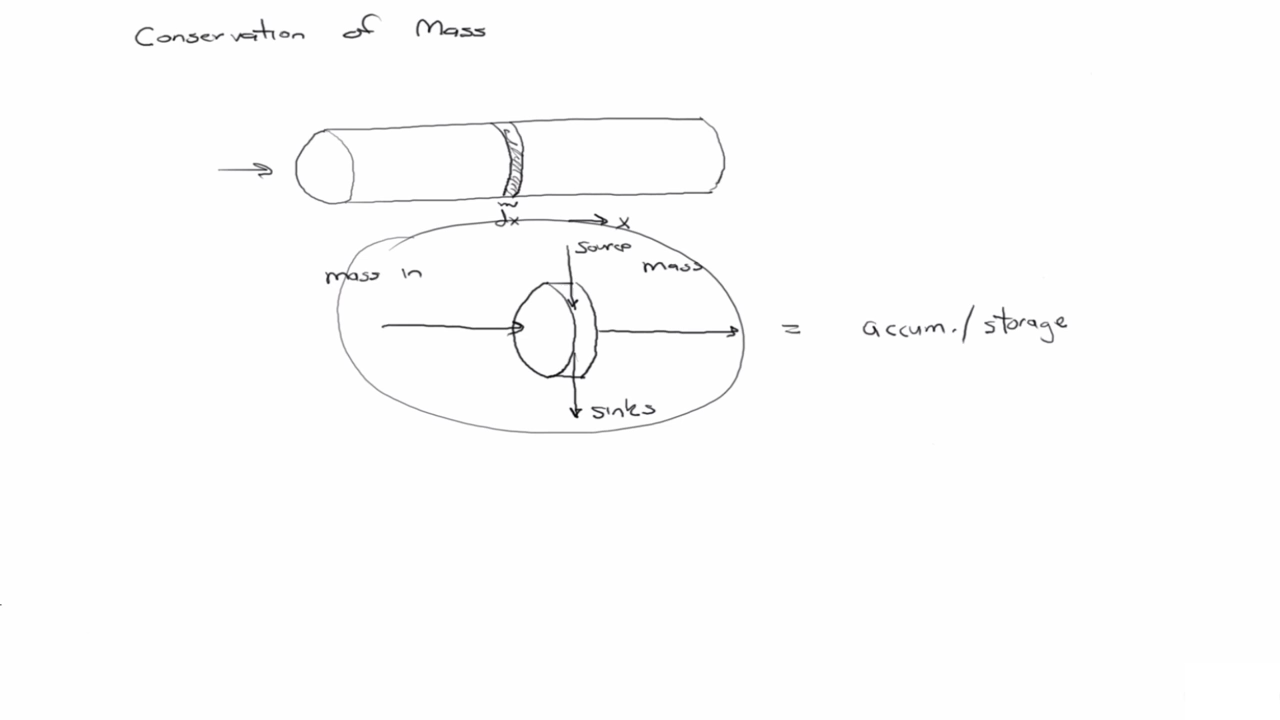 Conservation of Mass
dx
x
source
mass in
mass
= accum./storage
sinks